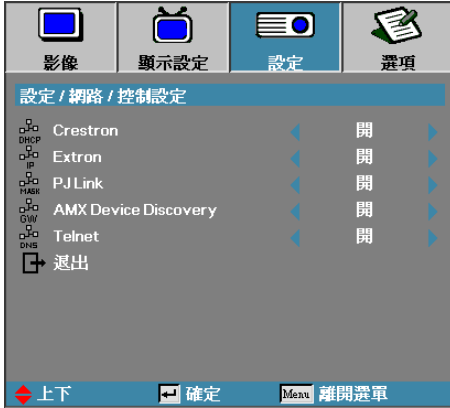 影像 顯示設定 設定 選項
設定 / 網路 / 控制設定
DHCP Crestron 開
IP Extron 開
MASK PJ Link 開
GW AMX Device Discovery 開
DNS Telnet 開
退出
上下 確定 Menu 離開選單